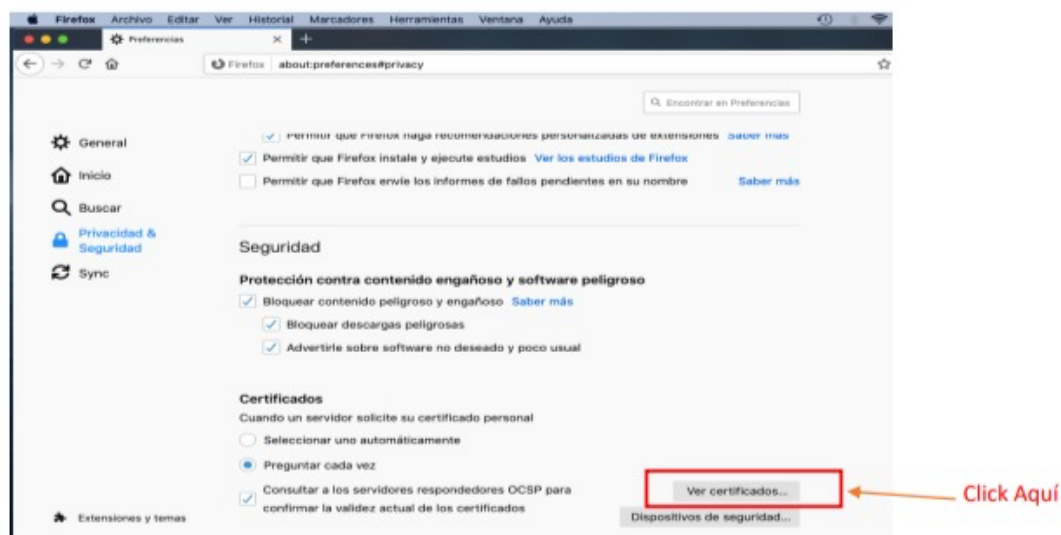 Firefox Archivo Editar Ver Historial Marcadores Herramientas Ventana Ayuda
Preferencias
Firefox about:preferences#privacy
Encontrar en Preferencias
Permitir que Firefox haga recomendaciones personalizadas de extensiones Saber más
General
Permitir que Firefox instale y ejecute estudios Ver los estudios de Firefox
Inicio
Permitir que Firefox envíe los informes de fallos pendientes en su nombre Saber más
Buscar
Privacidad &
Seguridad
Sync
Seguridad
Protección contra contenido engañoso y software peligroso
Bloquear contenido peligroso y engañoso Saber más
Bloquear descargas peligrosas
Advertirle sobre software no deseado y poco usual
Certificados
Cuando un servidor solicite su certificado personal
Seleccionar uno automáticamente
Preguntar cada vez
Consultar a los servidores respondedores OCSP para
confirmar la validez actual de los certificados
Ver certificados...
Click Aquí
Dispositivos de seguridad...
Extensiones y temas